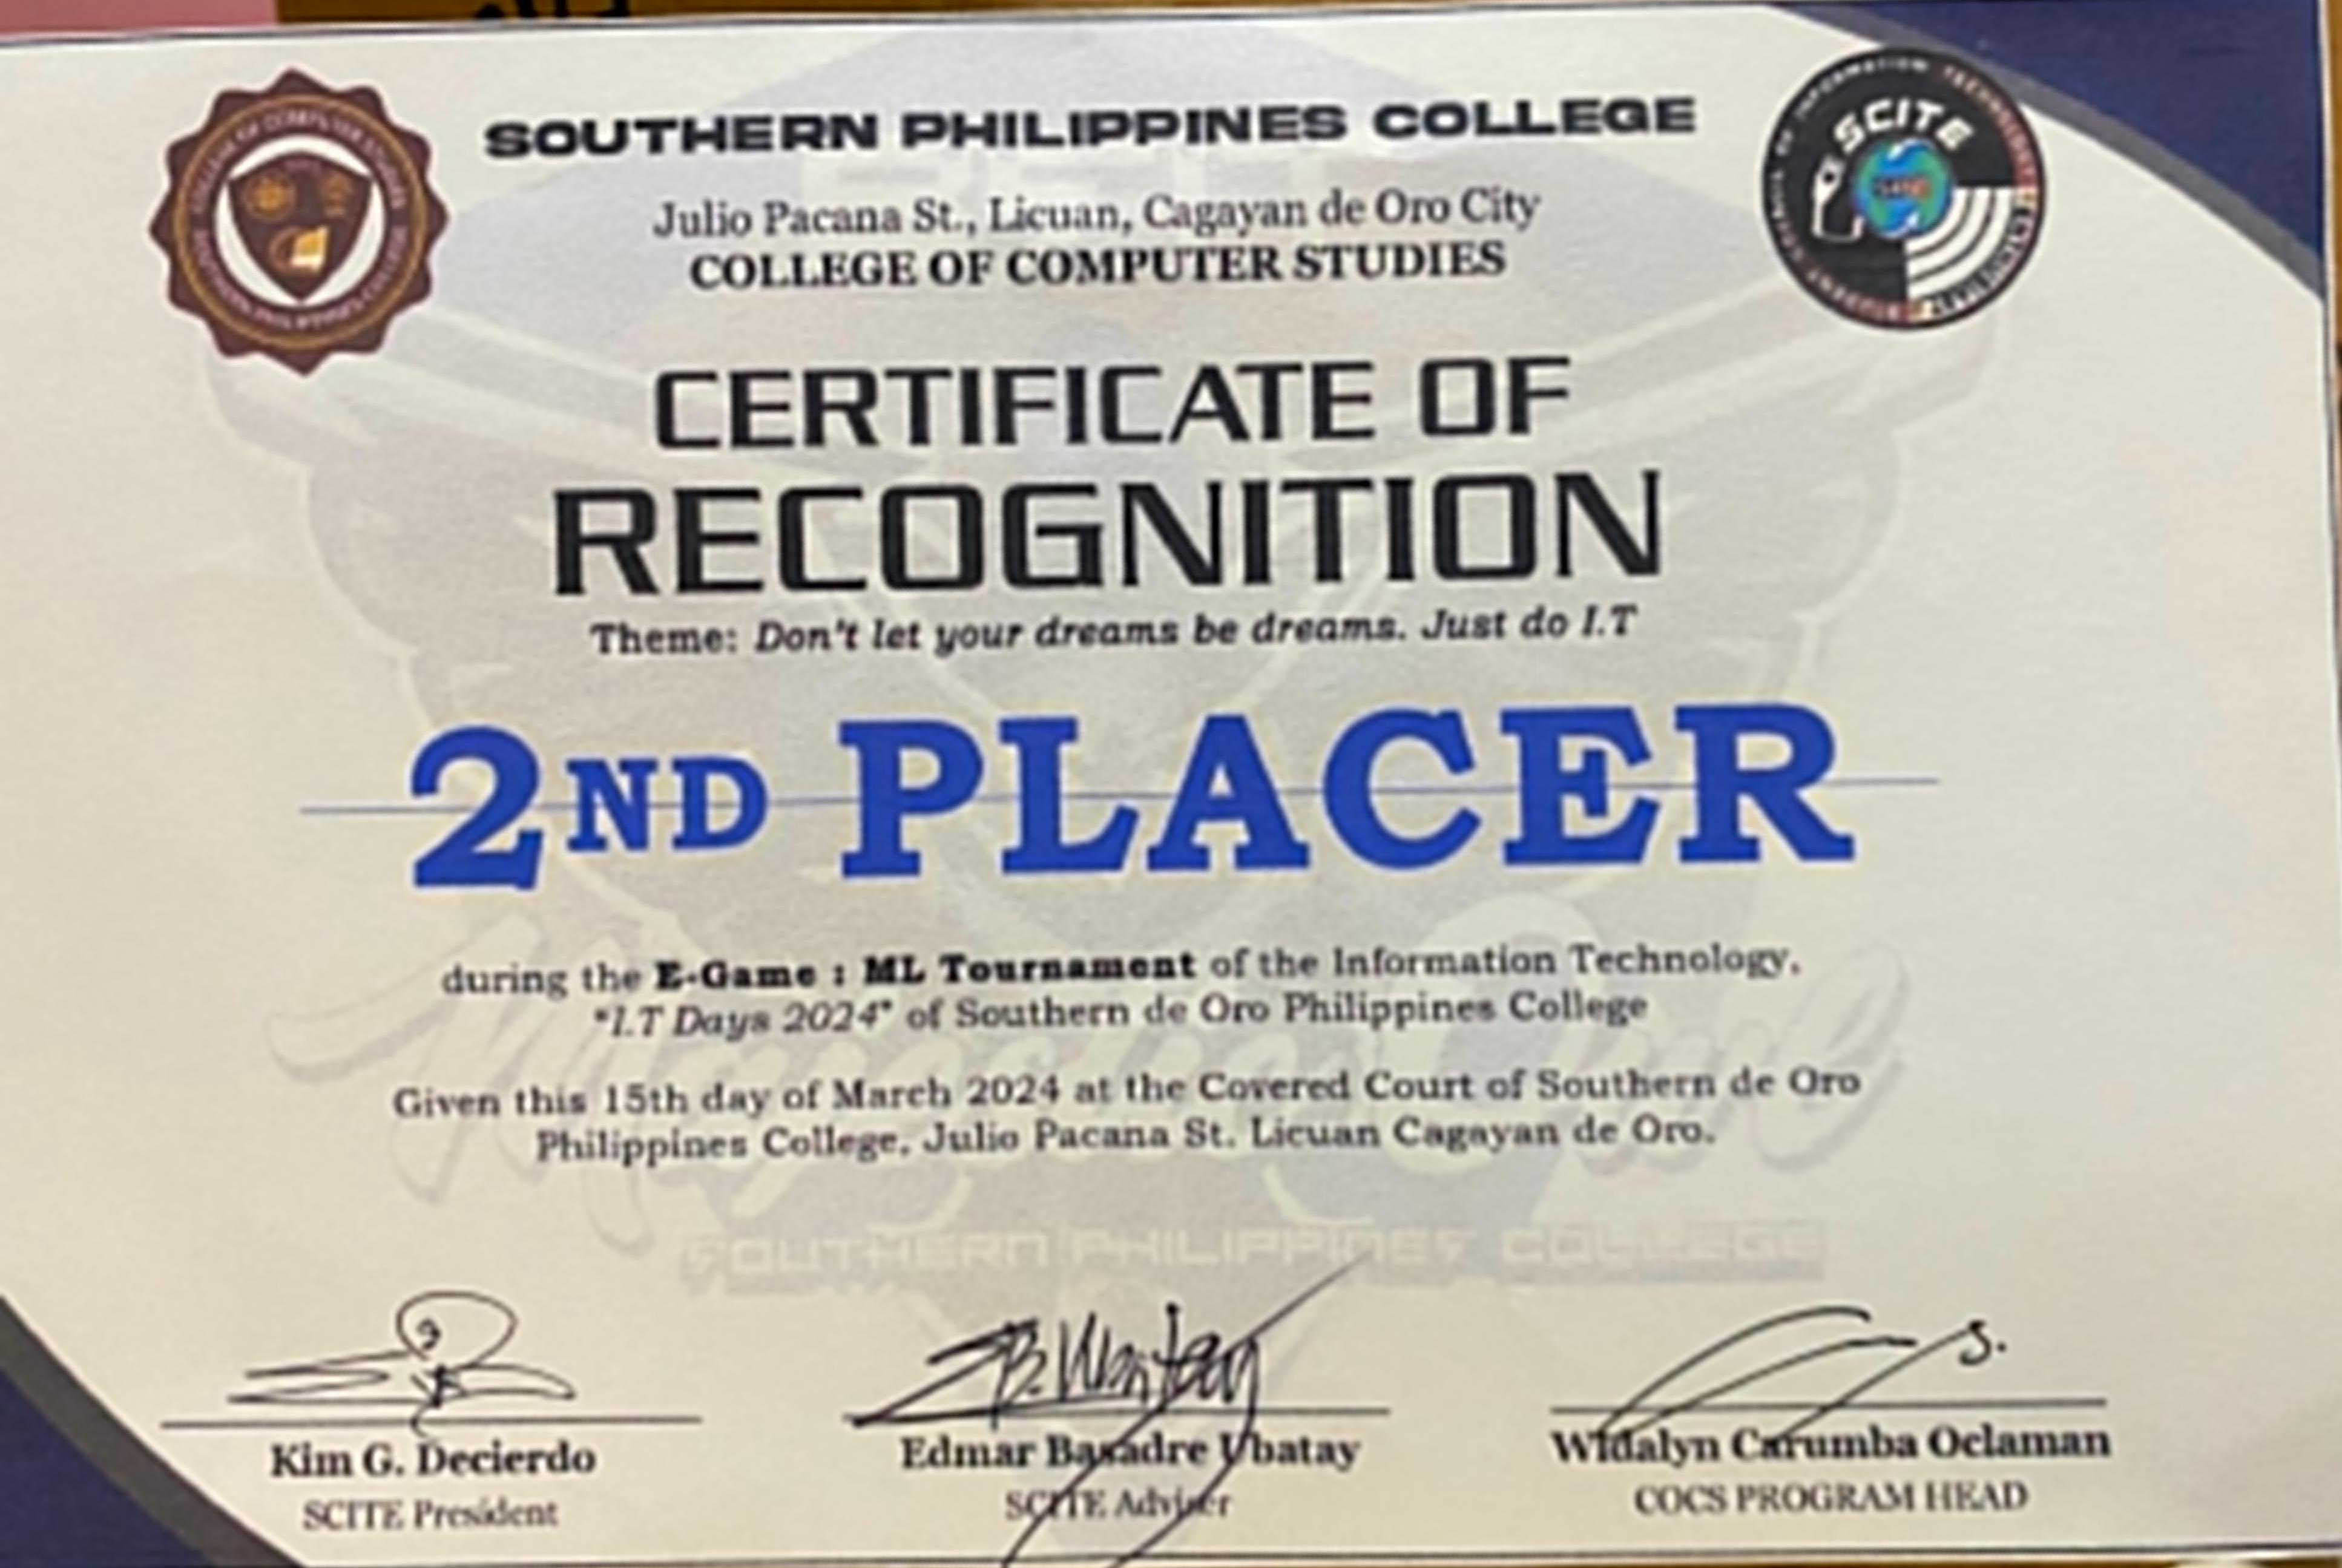 SOUTHERN PHILIPPINES COLLEGE
Julio Pacana St., Licuan, Cagayan de Oro City
COLLEGE OF COMPUTER STUDIES
SCITE
CERTIFICATE OF
RECOGNITION
Theme: Don't let your dreams be dreams. Just do I.T
2ND PLACER
during the E-Game : ML Tournament of the Information Technology,
"I.T Days 2024" of Southern de Oro Philippines College
Given this 15th day of March 2024 at the Covered Court of Southern de Oro
Philippines College, Julio Pacana St. Licuan Cagayan de Oro.
SOUTHERN PHILIPPINES COLLEGE
Kim G. Decierdo
SCITE President
Edmar Basadre Ubatay
SCITE Adviser
Widalyn Carumba Oclaman
COCS PROGRAM HEAD